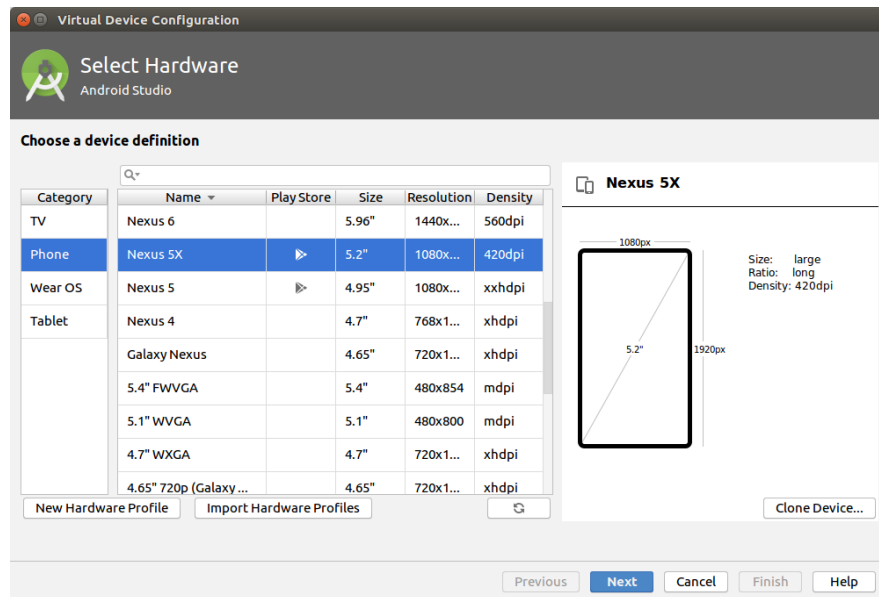 Virtual Device Configuration
Select Hardware
Android Studio
Choose a device definition
Category
TV
Phone
Wear OS
Tablet
Name Play Store Size Resolution Density
Nexus 6 5.96" 1440x... 560dpi
Nexus 5X 5.2" 1080x... 420dpi
Nexus 5 4.95" 1080x... xxhdpi
Nexus 4 4.7" 768x1... xhdpi
Galaxy Nexus 4.65" 720x1... xhdpi
5.4" FWVGA 5.4" 480x854 mdpi
5.1" WVGA 5.1" 480x800 mdpi
4.7" WXGA 4.7" 720x1... xhdpi
4.65" 720p (Galaxy ... 4.65" 720x1... xhdpi
New Hardware Profile Import Hardware Profiles
Nexus 5X
1080px
5.2"
1920px
Size: large
Ratio: long
Density: 420dpi
Clone Device...
Previous Next Cancel Finish Help